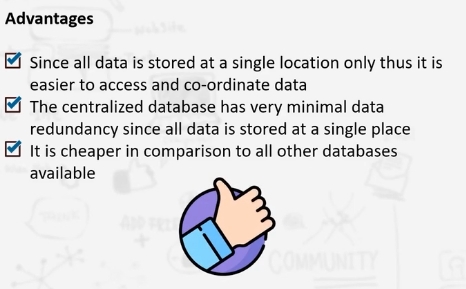 Advantages
Since all data is stored at a single location only thus it is
easier to access and co-ordinate data
The centralized database has very minimal data
redundancy since all data is stored at a single place
It is cheaper in comparison to all other databases
available
COMMUNITY